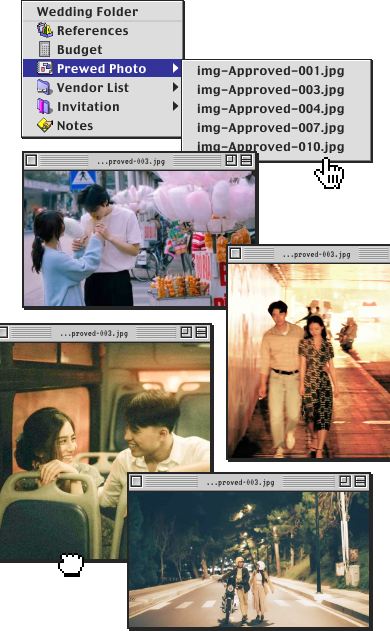 Wedding Folder
References
Budget
Prewed Photo
Vendor List
Invitation
Notes
img-Approved-001.jpg
img-Approved-003.jpg
img-Approved-004.jpg
img-Approved-007.jpg
img-Approved-010.jpg
...proved-003.jpg
...proved-003.jpg
...proved-003.jpg
...proved-003.jpg